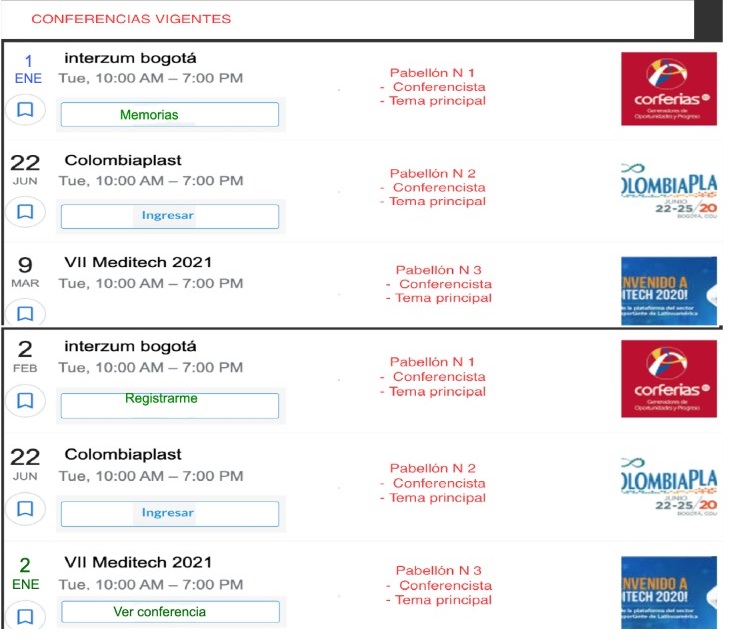 CONFERENCIAS VIGENTES
1
ENE
interzum bogotá
Tue, 10:00 AM – 7:00 PM
Memorias
Pabellón N 1
- Conferencista
- Tema principal
corferias
Generadores de
Oportunidades y Progreso
22
JUN
Colombiaplast
Tue, 10:00 AM – 7:00 PM
Ingresar
Pabellón N 2
- Conferencista
- Tema principal
OLOMBIAPLA
JUNIO
22-25/20
BOGOTÁ, COL
9
MAR
VII Meditech 2021
Tue, 10:00 AM – 7:00 PM
Pabellón N 3
- Conferencista
- Tema principal
NVENIDO A
ITECH 2020!
la plataforma del sector
portante de Latinoamérica
2
FEB
interzum bogotá
Tue, 10:00 AM – 7:00 PM
Registrarme
Pabellón N 1
- Conferencista
- Tema principal
corferias
Generadores de
Oportunidades y Progreso
22
JUN
Colombiaplast
Tue, 10:00 AM – 7:00 PM
Ingresar
Pabellón N 2
- Conferencista
- Tema principal
OLOMBIAPLA
JUNIO
22-25/20
BOGOTÁ, COL
2
ENE
VII Meditech 2021
Tue, 10:00 AM – 7:00 PM
Ver conferencia
Pabellón N 3
- Conferencista
- Tema principal
NVENIDO A
ITECH 2020!
la plataforma del sector
portante de Latinoamérica